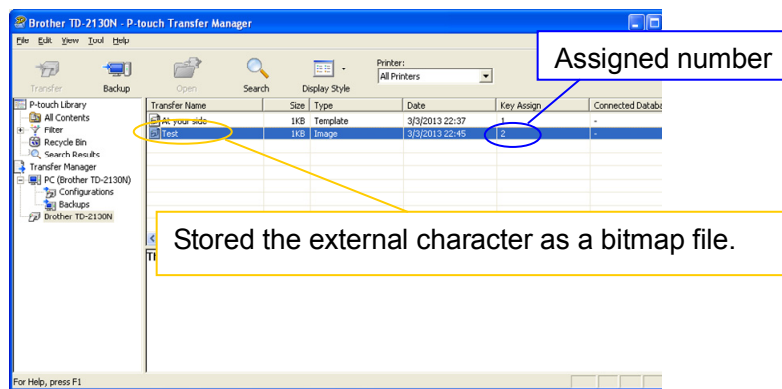 Brother TD-2130N - P-touch Transfer Manager
File Edit View Tool Help
Assigned number
Printer:
All Printers
Transfer Backup Open Search Display Style
P-touch Library
All Contents
Filter
Recycle Bin
Search Results
Transfer Manager
PC (Brother TD-2130N)
Configurations
Backups
Brother TD-2130N
Transfer Name Size Type Date Key Assign Connected Databa
At your side 1KB Template 3/3/2013 22:37 1 -
Test 1KB Image 3/3/2013 22:45 2 -
Stored the external character as a bitmap file.
For Help, press F1